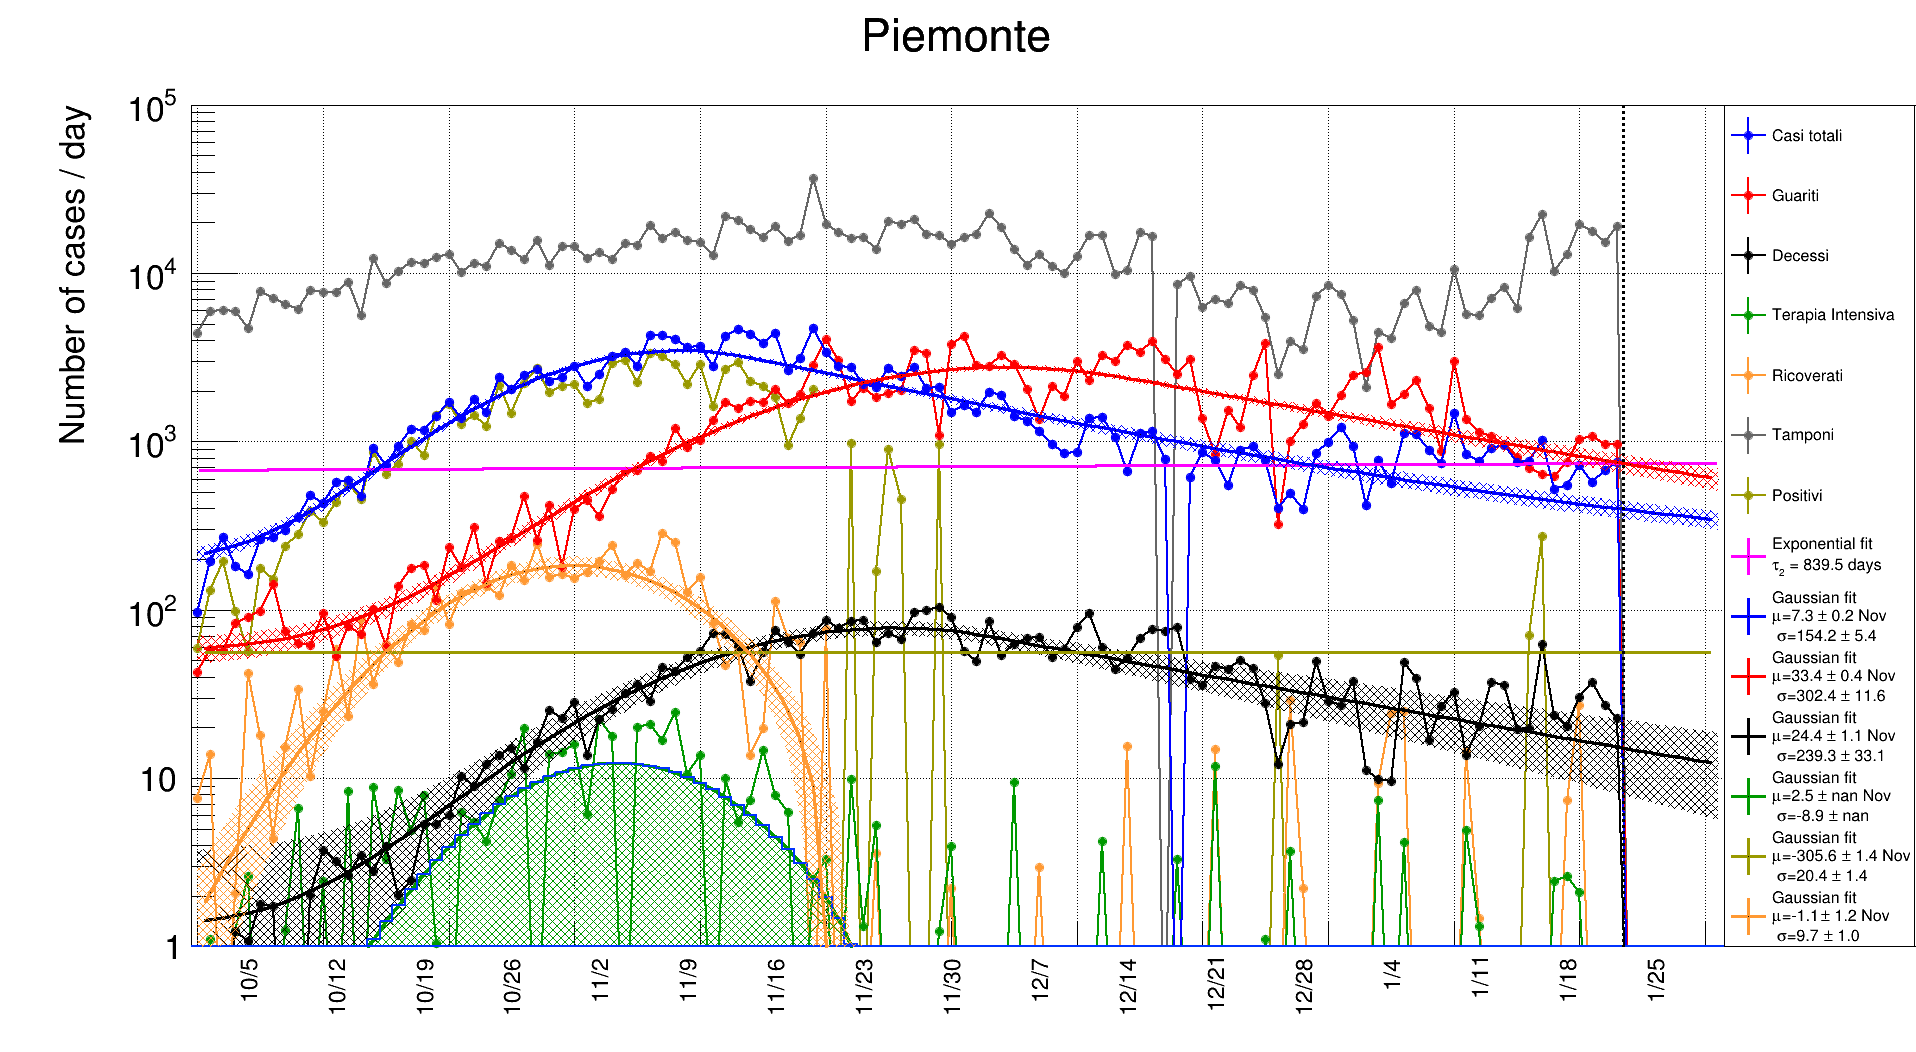 Piemonte
Number of cases / day
10^5
10^4
10^3
10^2
10
1
10/5
10/12
10/19
10/26
11/2
11/9
11/16
11/23
11/30
12/7
12/14
12/21
12/28
1/4
1/11
1/18
1/25
Casi totali
Guariti
Decessi
Terapia Intensiva
Ricoverati
Tamponi
Positivi
Exponential fit
τ₂ = 839.5 days
Gaussian fit
μ=7.3 ± 0.2 Nov
σ=154.2 ± 5.4
Gaussian fit
μ=33.4 ± 0.4 Nov
σ=302.4 ± 11.6
Gaussian fit
μ=24.4 ± 1.1 Nov
σ=239.3 ± 33.1
Gaussian fit
μ=2.5 ± nan Nov
σ=-8.9 ± nan
Gaussian fit
μ=-305.6 ± 1.4 Nov
σ=20.4 ± 1.4
Gaussian fit
μ=-1.1 ± 1.2 Nov
σ=9.7 ± 1.0